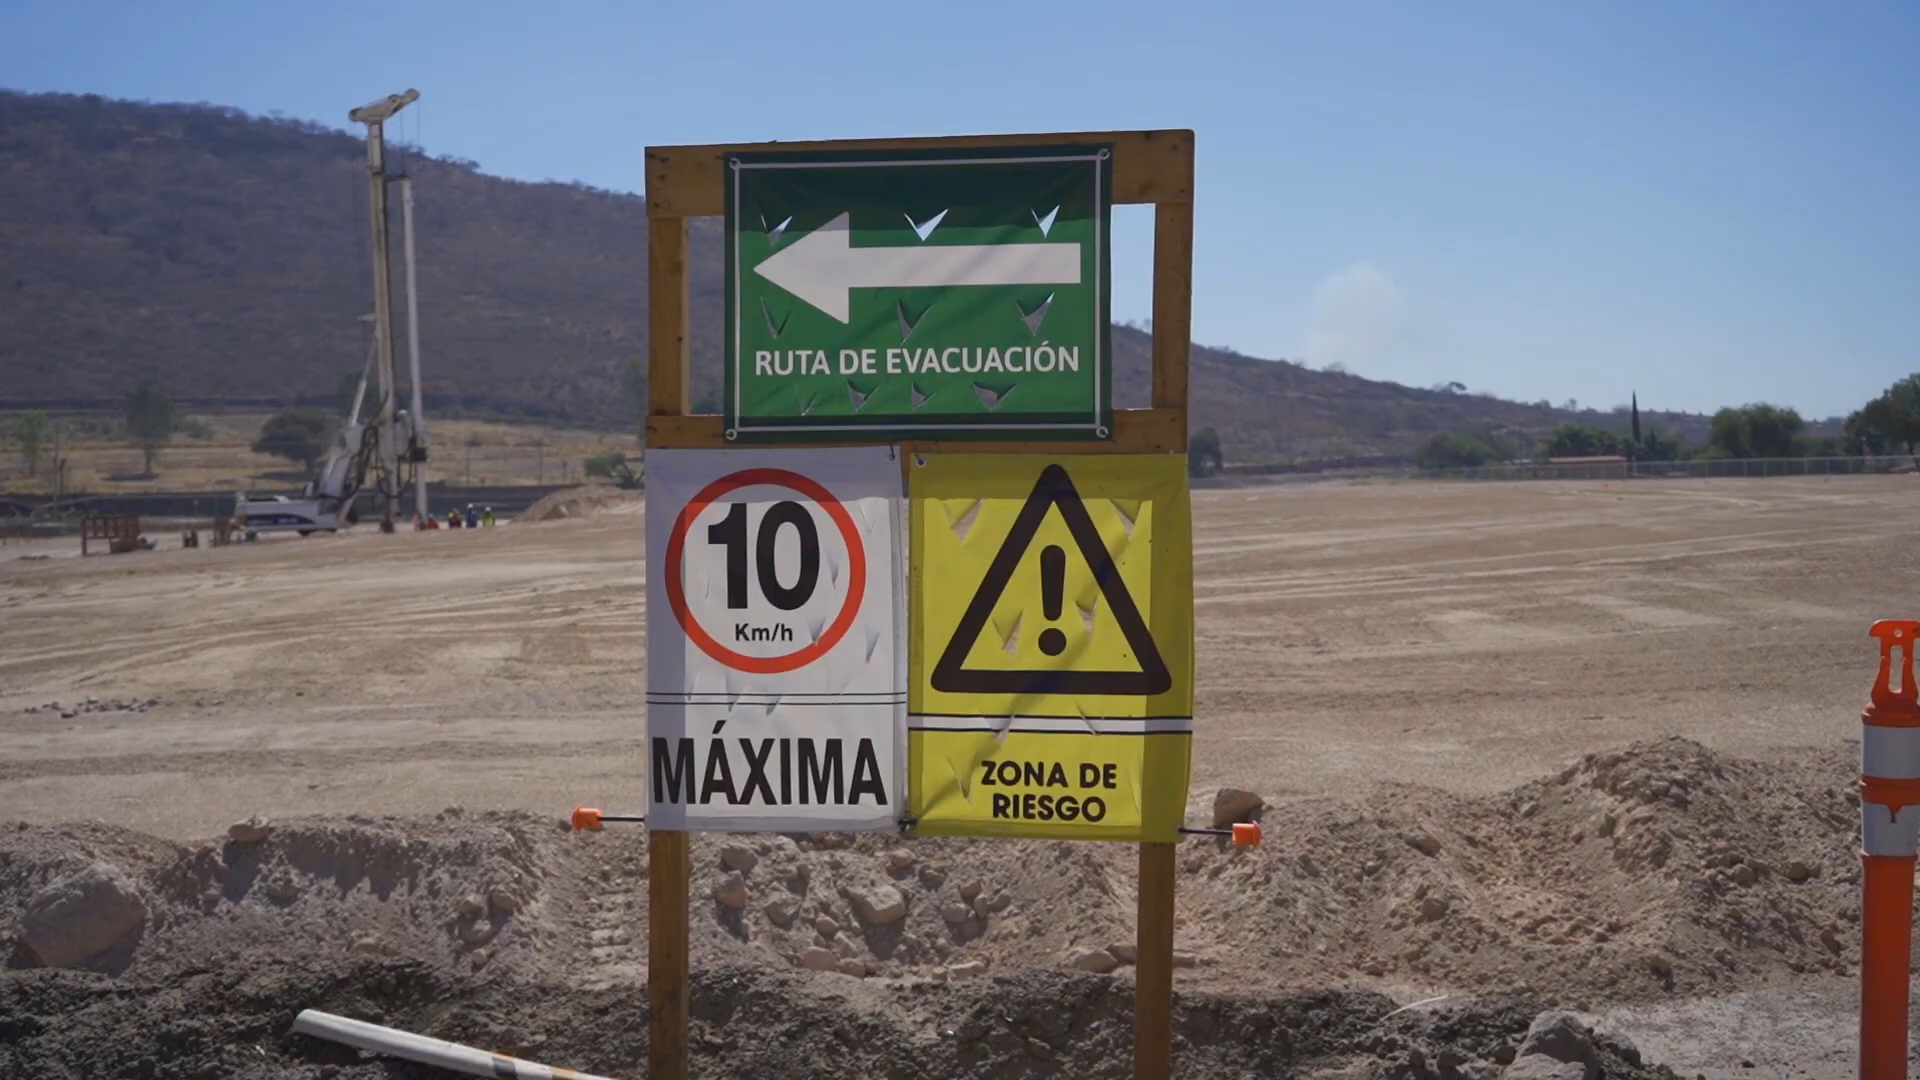 RUTA DE EVACUACIÓN
10
Km/h
MÁXIMA
ZONA DE
RIESGO